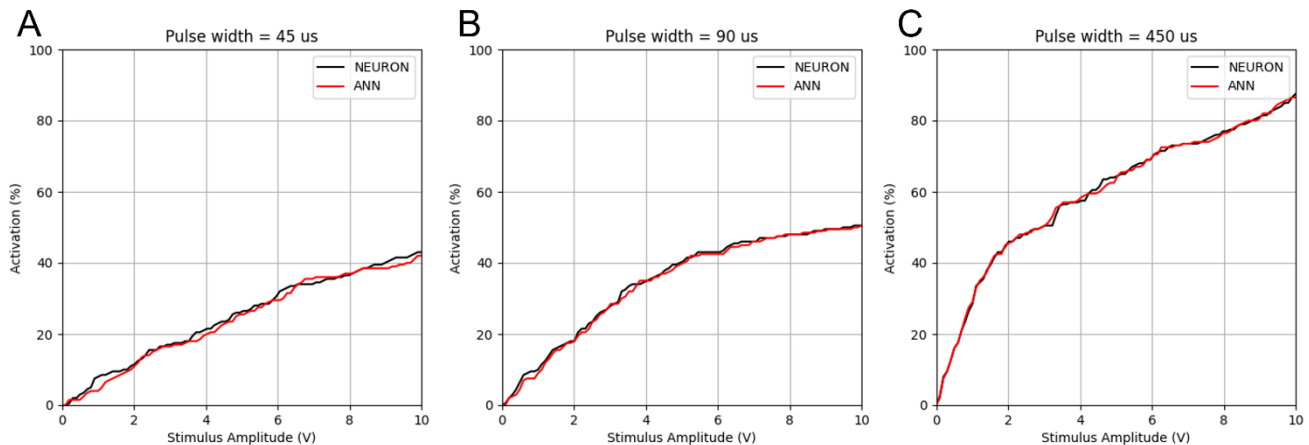 A
Pulse width = 45 us
Activation (%)
100
80
60
40
20
0
NEURON
ANN
0 2 4 6 8 10
Stimulus Amplitude (V)
B
Pulse width = 90 us
Activation (%)
100
80
60
40
20
0
NEURON
ANN
0 2 4 6 8 10
Stimulus Amplitude (V)
C
Pulse width = 450 us
Activation (%)
100
80
60
40
20
0
NEURON
ANN
0 2 4 6 8 10
Stimulus Amplitude (V)